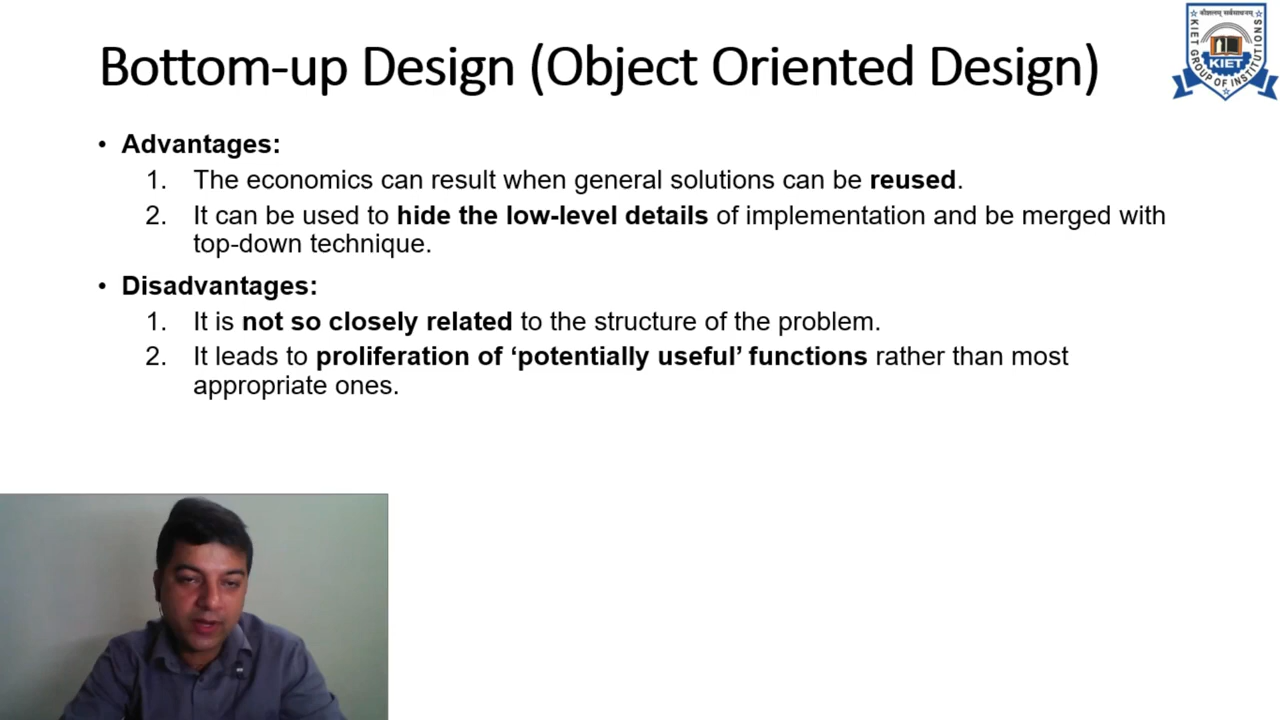 Bottom-up Design (Object Oriented Design)
• Advantages:
1. The economics can result when general solutions can be reused.
2. It can be used to hide the low-level details of implementation and be merged with
top-down technique.
• Disadvantages:
1. It is not so closely related to the structure of the problem.
2. It leads to proliferation of ‘potentially useful’ functions rather than most
appropriate ones.
KIET
KIET GROUP OF INSTITUTIONS